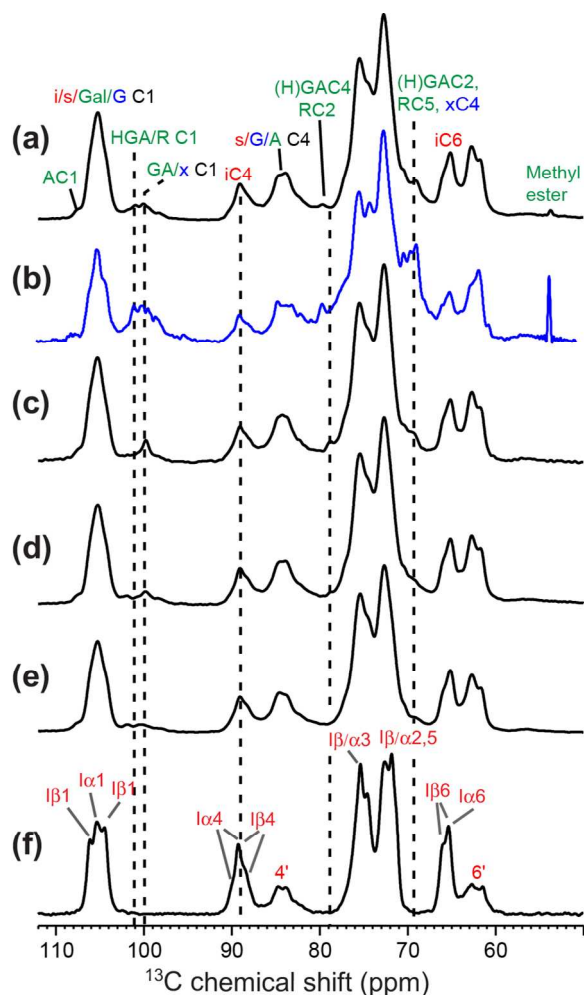 i/s/Gal/G C1
(H)GAC4
RC2
(H)GAC2,
RC5, xC4
(a)
HGA/R C1
s/G/A C4
iC6
AC1
GA/x C1
iC4
Methyl
ester
(b)
(c)
(d)
(e)
Iβ/α3
Iβ/α2,5
Iα1
Iβ1
Iβ1
Iα4
Iβ4
Iβ6
Iα6
(f)
4'
6'
110
100
90
80
70
60
¹³C chemical shift (ppm)